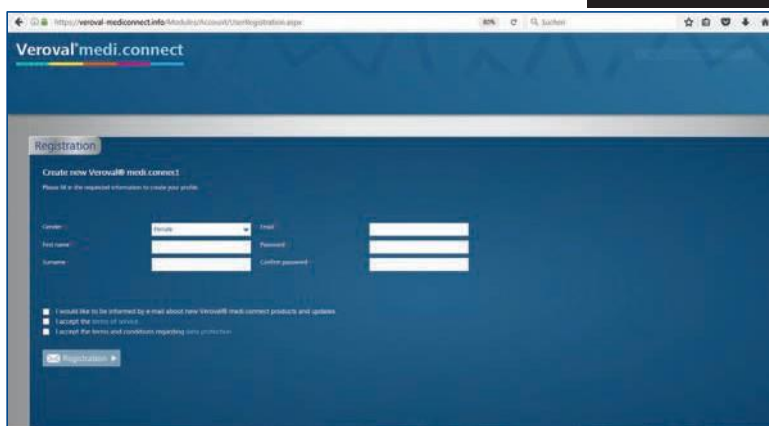 https://veroval-mediconnect.info/Modules/Account/UserRegistration.aspx 80% Suchen
Veroval®medi.connect
Registration
Create new Veroval® medi.connect
Please fill in the requested information to create your profile.
Gender Female Email
First name Password
Surname Confirm password
I would like to be informed by e-mail about new Veroval® medi.connect products and updates
I accept the terms of service
I accept the terms and conditions regarding data protection
Registration